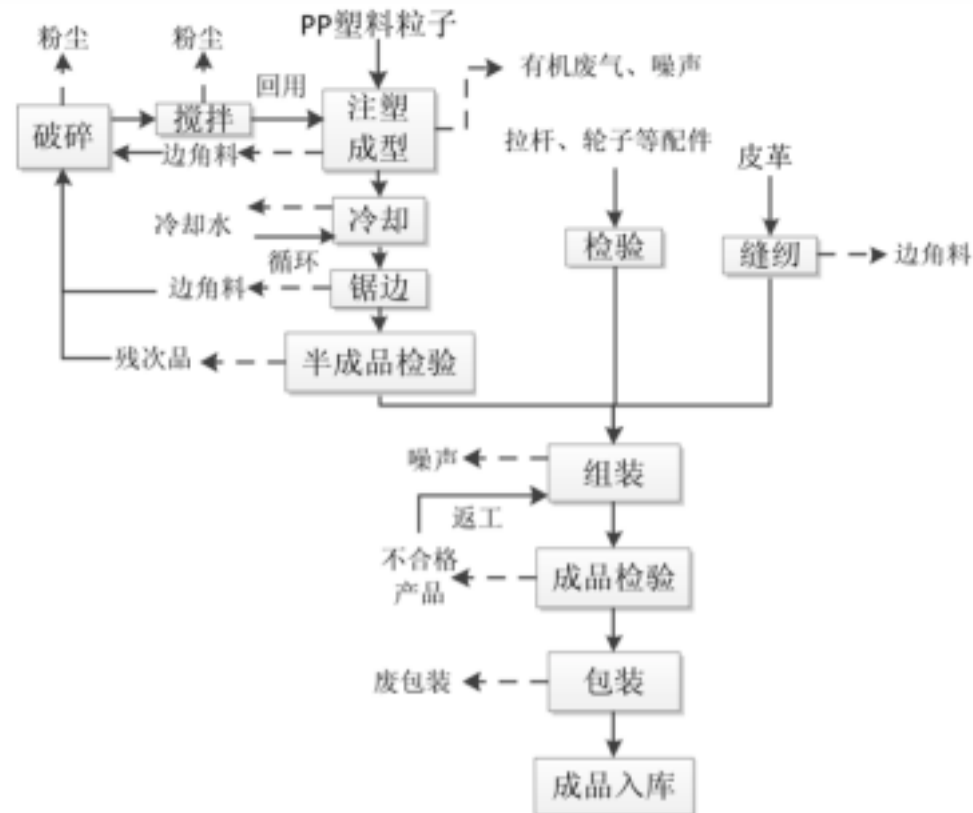 PP塑料粒子
粉尘
粉尘
回用
有机废气、噪声
破碎
搅拌
注塑
成型
边角料
拉杆、轮子等配件
皮革
冷却水
冷却
循环
检验
缝纫
边角料
边角料
锯边
残次品
半成品检验
噪声
组装
返工
不合格
产品
成品检验
废包装
包装
成品入库